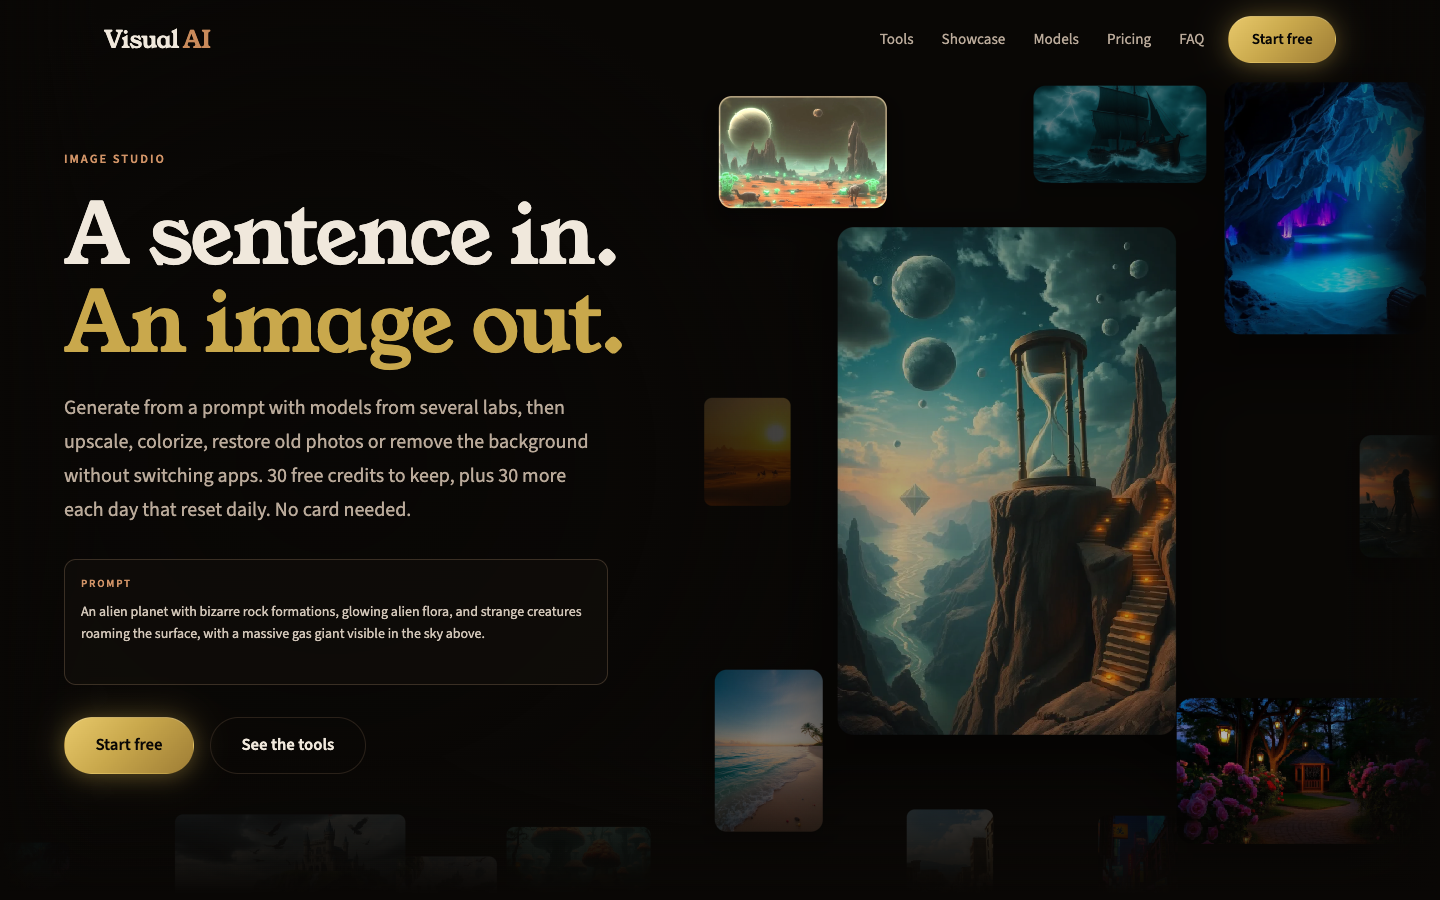 Visual AI
Tools Showcase Models Pricing FAQ Start free
IMAGE STUDIO
A sentence in.
An image out.
Generate from a prompt with models from several labs, then
upscale, colorize, restore old photos or remove the background
without switching apps. 30 free credits to keep, plus 30 more
each day that reset daily. No card needed.
PROMPT
An alien planet with bizarre rock formations, glowing alien flora, and strange creatures
roaming the surface, with a massive gas giant visible in the sky above.
Start free
See the tools